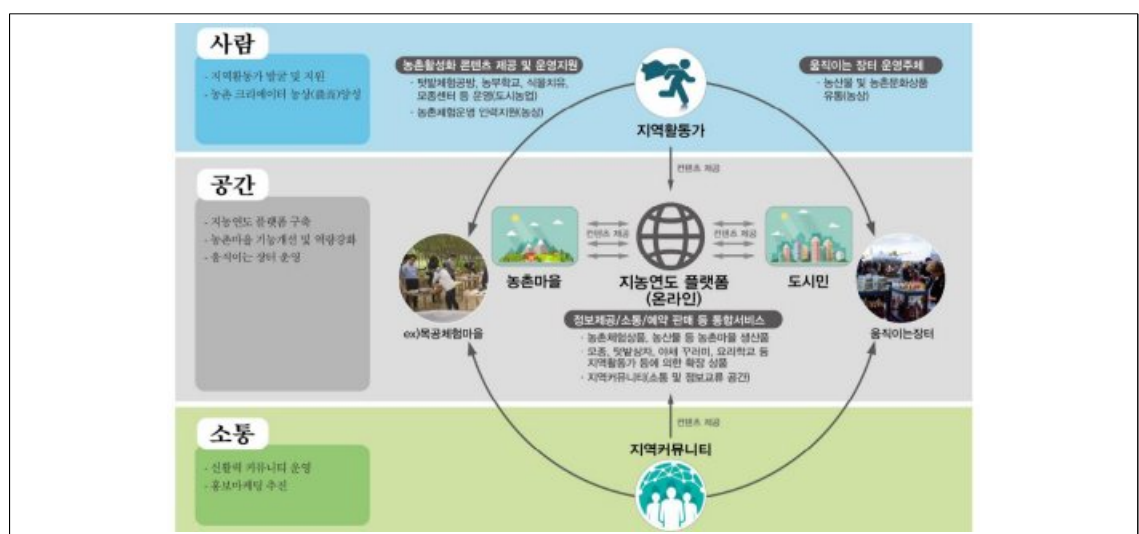 사람
- 지역활동가 발굴 및 지원
- 농촌 크리에이터 농상(農商)양성
농촌활성화 콘텐츠 제공 및 운영지원
· 텃밭체험공방, 농부학교, 식물치유,
모종센터 등 운영(도시농업)
· 농촌체험운영 인력지원(농상)
지역활동가
움직이는 장터 운영주체
· 농산물 및 농촌문화상품
유통(농상)
컨텐츠 제공
공간
- 지농연도 플랫폼 구축
- 농촌마을 기능개선 및 역량강화
- 움직이는 장터 운영
ex)목공체험마을
농촌마을
컨텐츠 제공
지농연도 플랫폼
(온라인)
컨텐츠 제공
도시민
움직이는장터
정보제공/소통/예약 판매 등 통합서비스
· 농촌체험상품, 농산물 등 농촌마을 생산품
· 모종, 텃밭상자, 야채 꾸러미, 요리학교 등
지역활동가 등에 의한 확장 상품
· 지역커뮤니티(소통 및 정보교류 공간)
컨텐츠 제공
소통
- 신활력 커뮤니티 운영
- 홍보마케팅 추진
지역커뮤니티